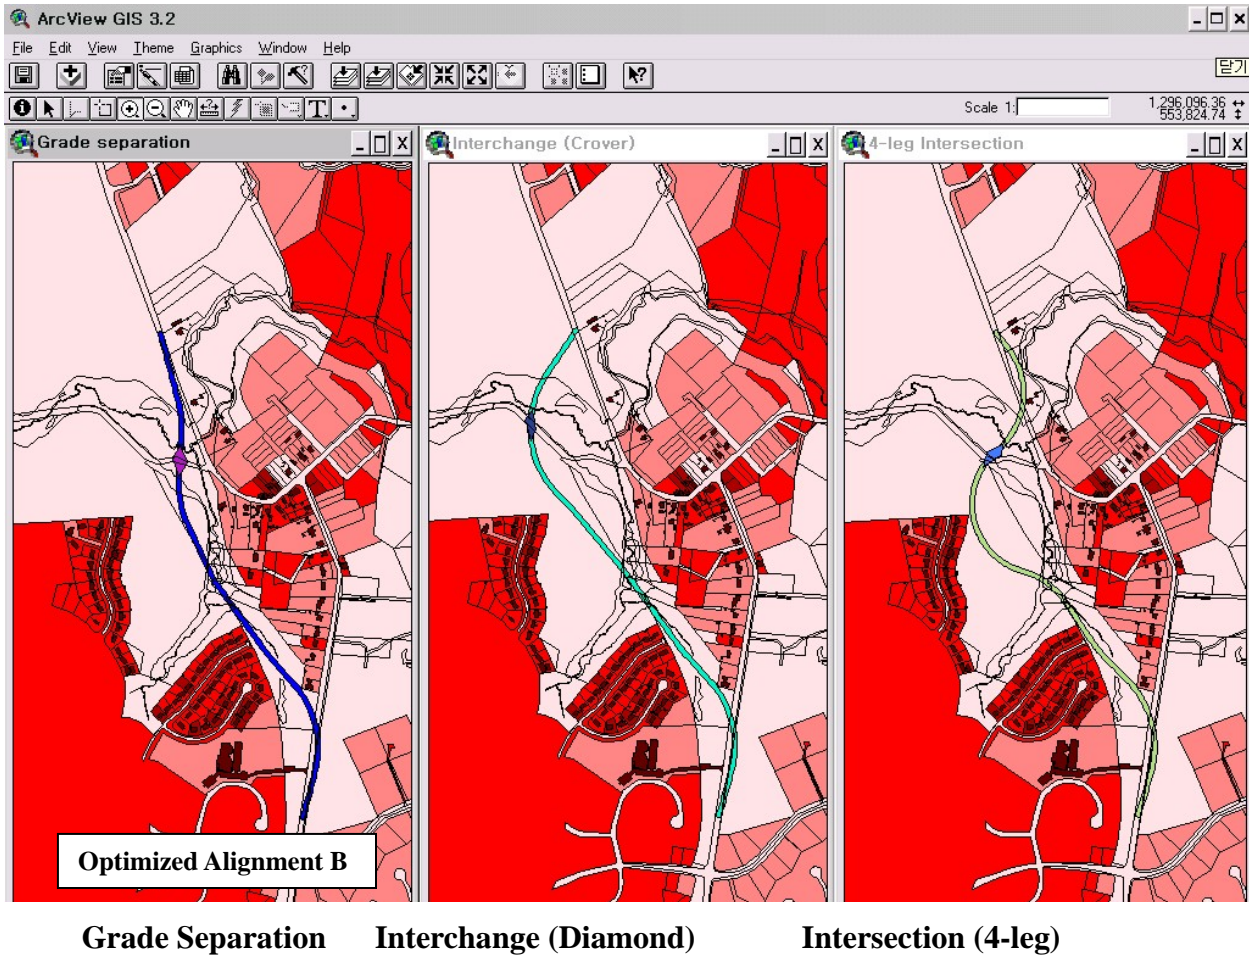 ArcView GIS 3.2
File Edit View Theme Graphics Window Help
닫기
Scale 1:
1,296,096.36
553,824.74
Grade separation
Interchange (Crover)
4-leg Intersection
Optimized Alignment B
Grade Separation
Interchange (Diamond)
Intersection (4-leg)